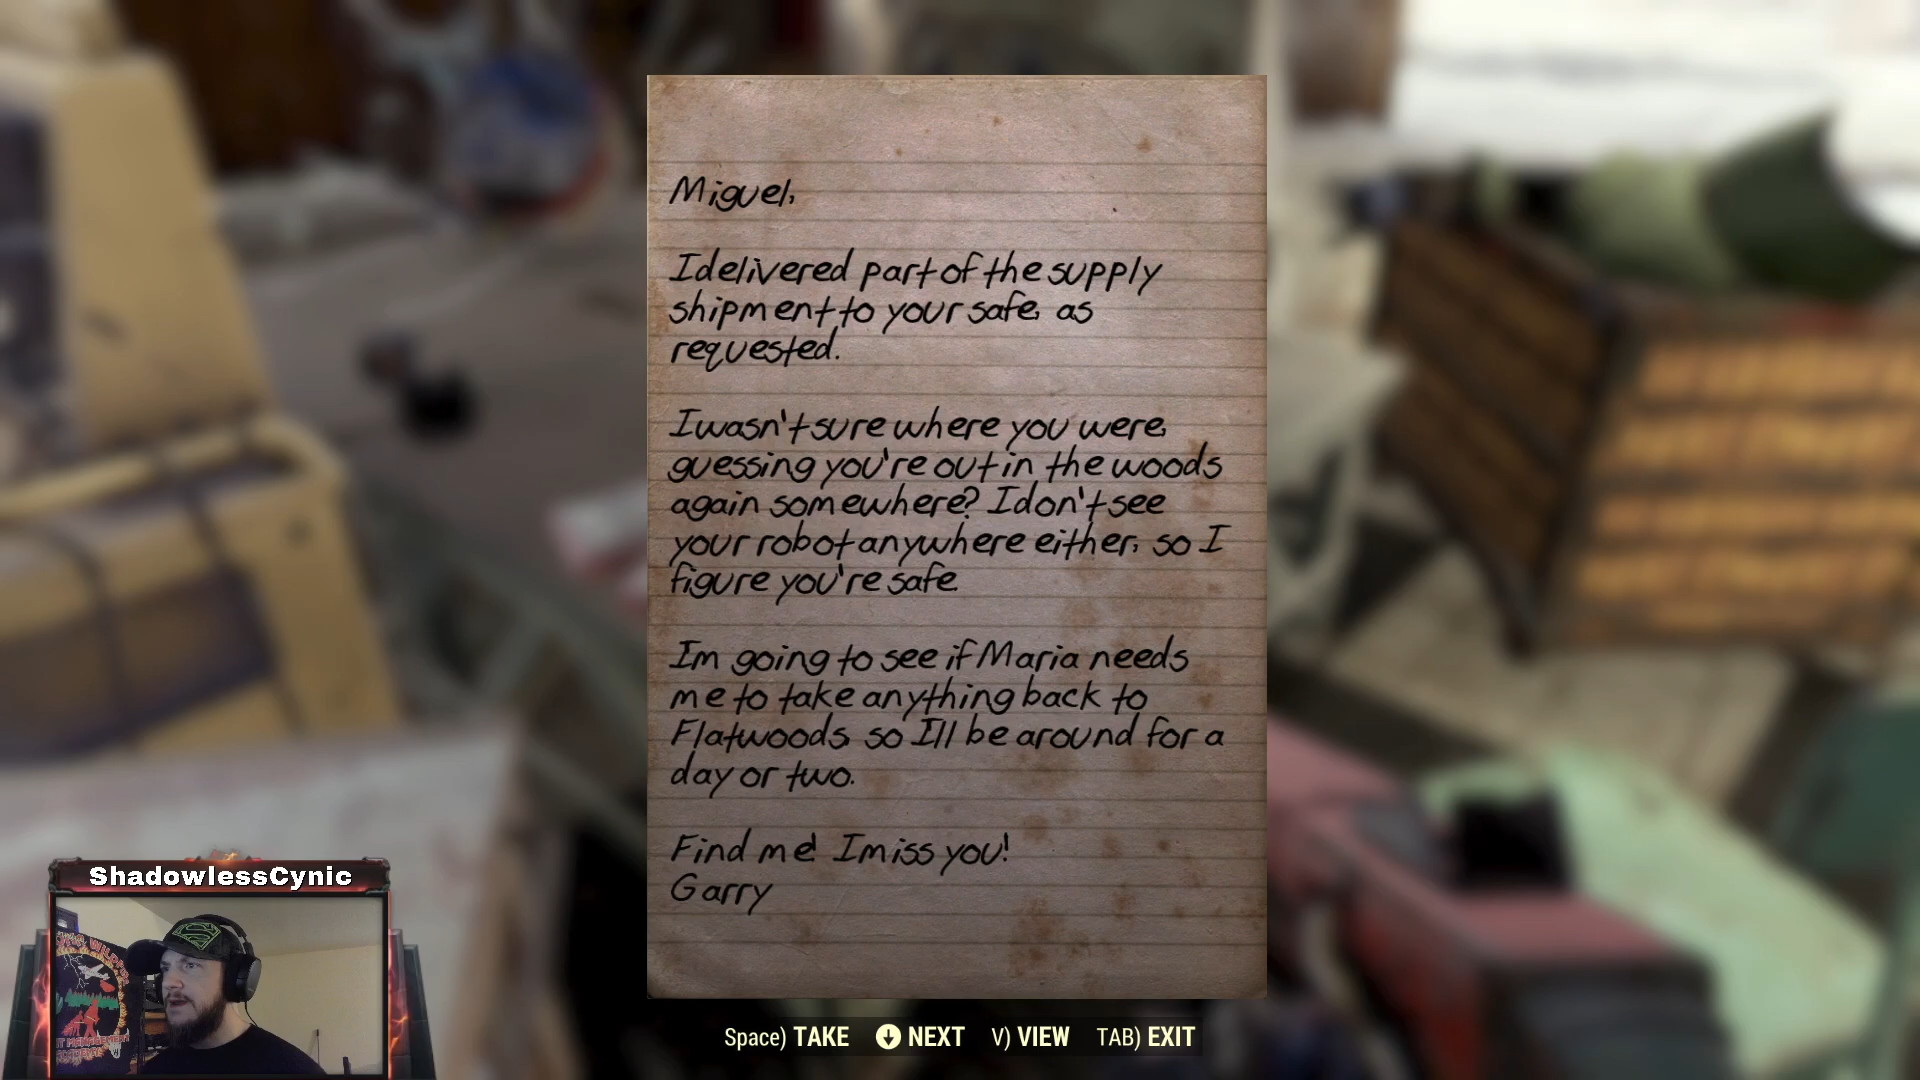 Miguel,
I delivered part of the supply
shipment to your safe, as
requested.
I wasn't sure where you were,
guessing you're out in the woods
again somewhere? I don't see
your robot anywhere either, so I
figure you're safe.
I'm going to see if Maria needs
me to take anything back to
Flatwoods, so I'll be around for a
day or two.
Find me! I miss you!
Garry
ShadowlessCynic
Space) TAKE NEXT V) VIEW TAB) EXIT